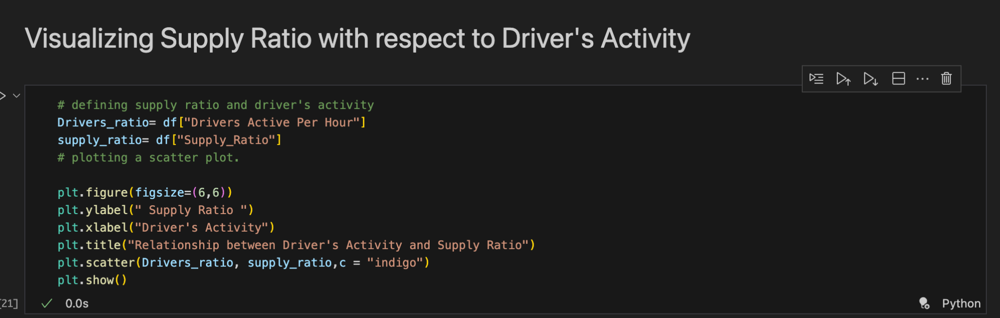 Visualizing Supply Ratio with respect to Driver's Activity
# defining supply ratio and driver's activity
Drivers_ratio= df["Drivers Active Per Hour"]
supply_ratio= df["Supply_Ratio"]
# plotting a scatter plot.
plt.figure(figsize=(6,6))
plt.ylabel(" Supply Ratio ")
plt.xlabel("Driver's Activity")
plt.title("Relationship between Driver's Activity and Supply Ratio")
plt.scatter(Drivers_ratio, supply_ratio,c = "indigo")
plt.show()
[21] 0.0s Python